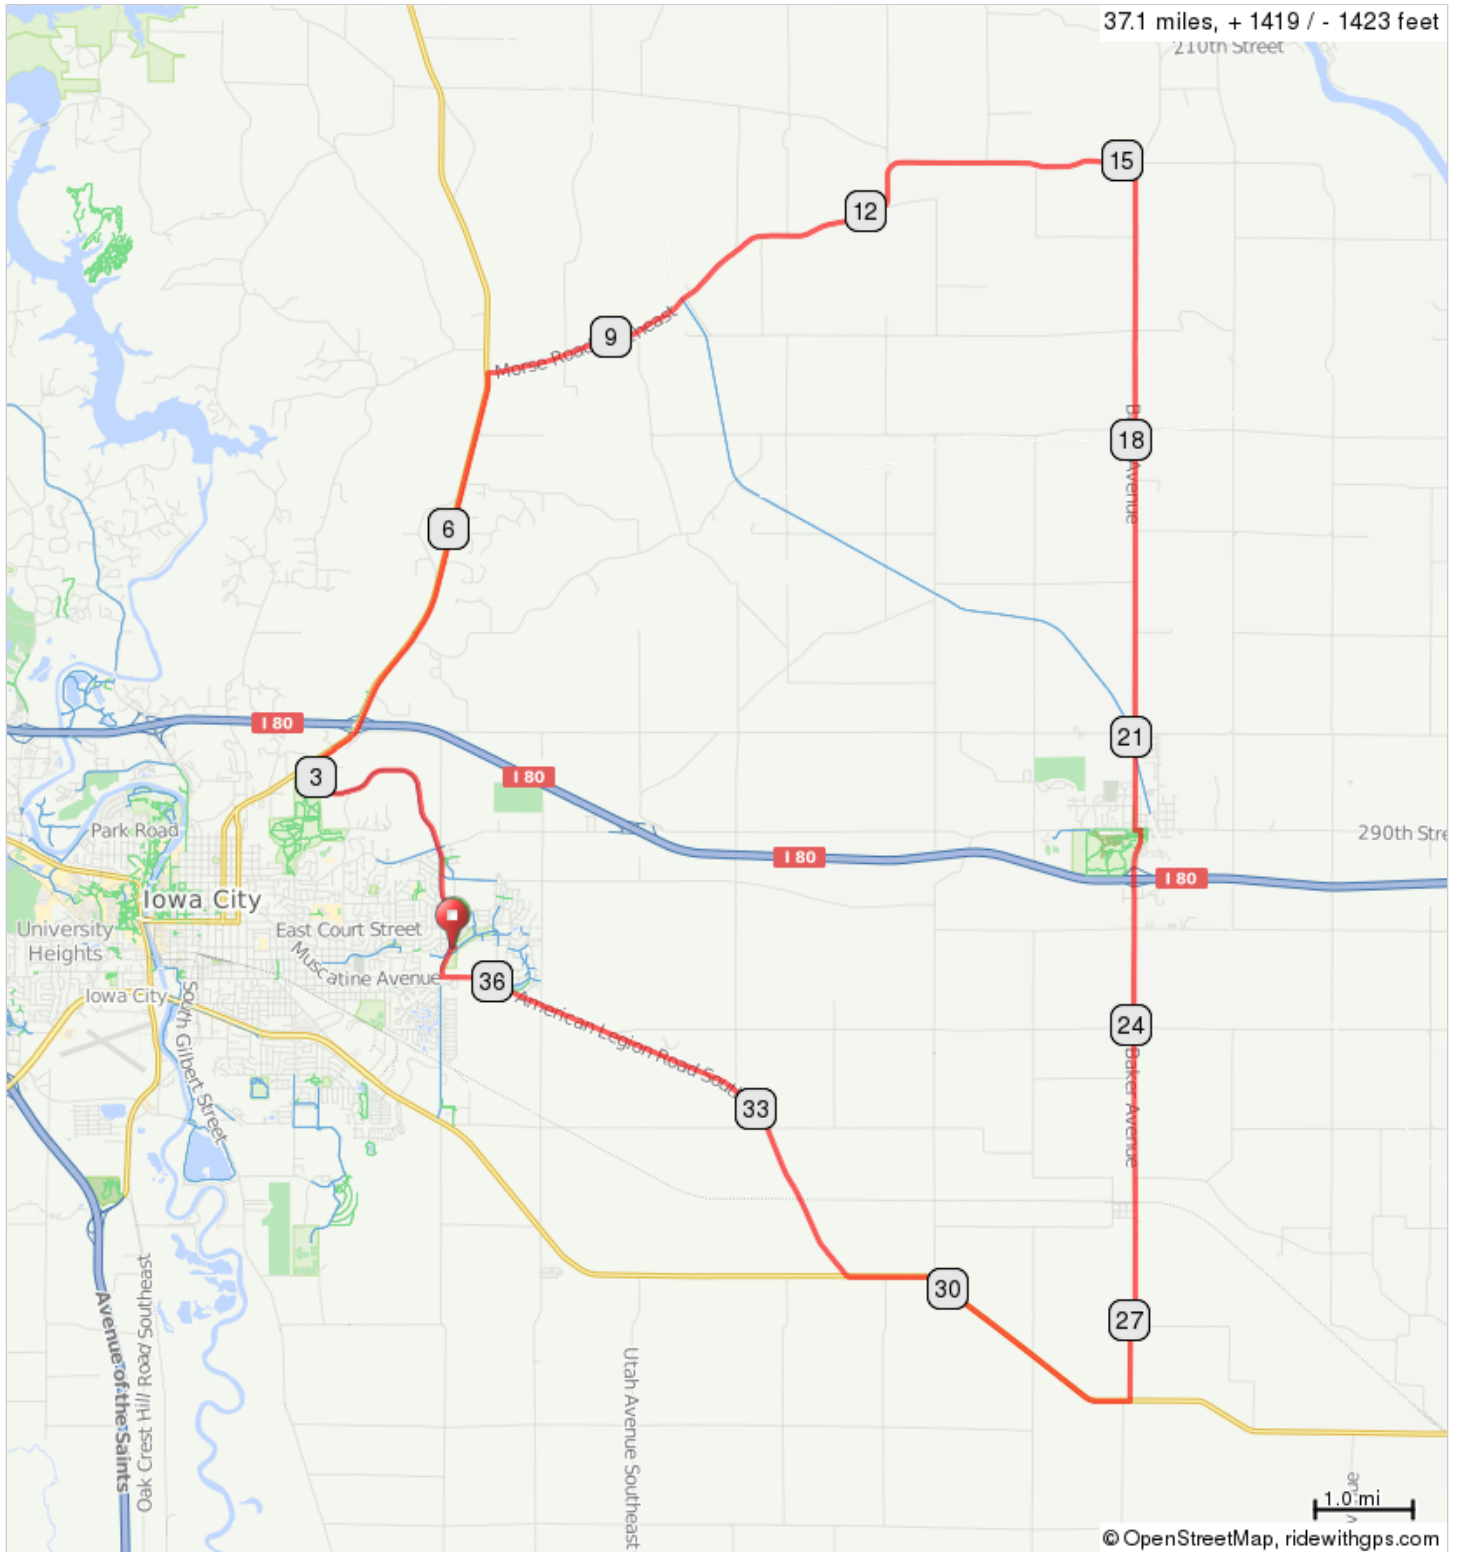 37.1 miles, + 1419 / - 1423 feet
210th Street
15
12
9
Morse Road
18
Avenue
6
21
I 80
3
I 80
Park Road
290th Stre
I 80
I 80
Iowa City
University
Heights
East Court Street
Muscatine Avenue
36
Iowa City
American Legion Road Sout
24
South Gilbert Street
33
Baker Avenue
30
27
Avenue of the Saints
Oak Crest Hill Road Southeast
Utah Avenue Southeast
1.0 mi
© OpenStreetMap, ridewithgps.com